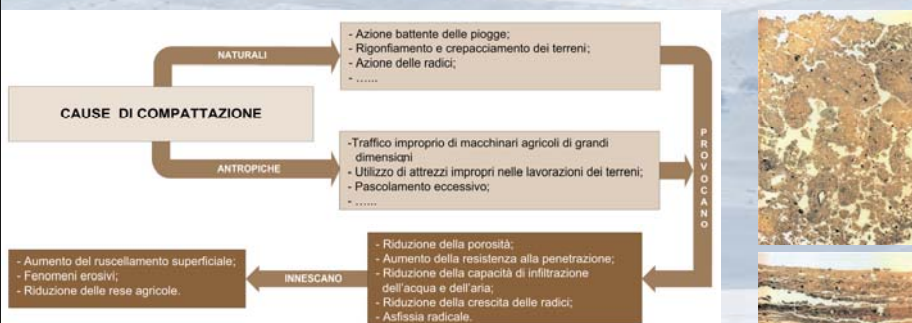 CAUSE DI COMPATTAZIONE
NATURALI
- Azione battente delle piogge;
- Rigonfiamento e crepacciamento dei terreni;
- Azione delle radici;
- …...
ANTROPICHE
-Traffico improprio di macchinari agricoli di grandi
dimensioni
- Utilizzo di attrezzi impropri nelle lavorazioni dei terreni;
- Pascolamento eccessivo;
- …...
PROVOCANO
- Riduzione della porosità;
- Aumento della resistenza alla penetrazione;
- Riduzione della capacità di infiltrazione
dell'acqua e dell'aria;
- Riduzione della crescita delle radici;
- Asfissia radicale.
INNESCANO
- Aumento del ruscellamento superficiale;
- Fenomeni erosivi;
- Riduzione delle rese agricole.